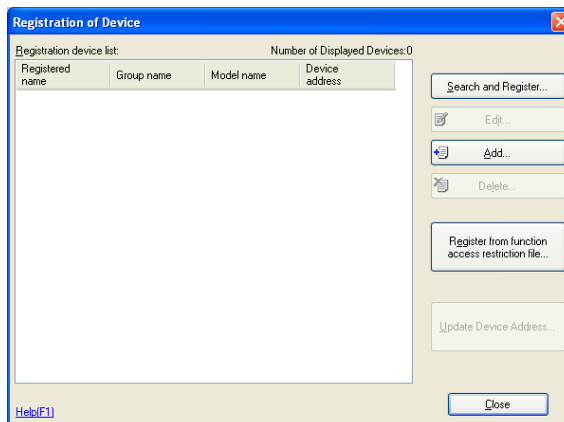 Registration of Device
Registration device list:
Number of Displayed Devices:0
Registered name
Group name
Model name
Device address
Search and Register...
Edit...
Add...
Delete...
Register from function
access restriction file...
Update Device Address...
Help(F1)
Close